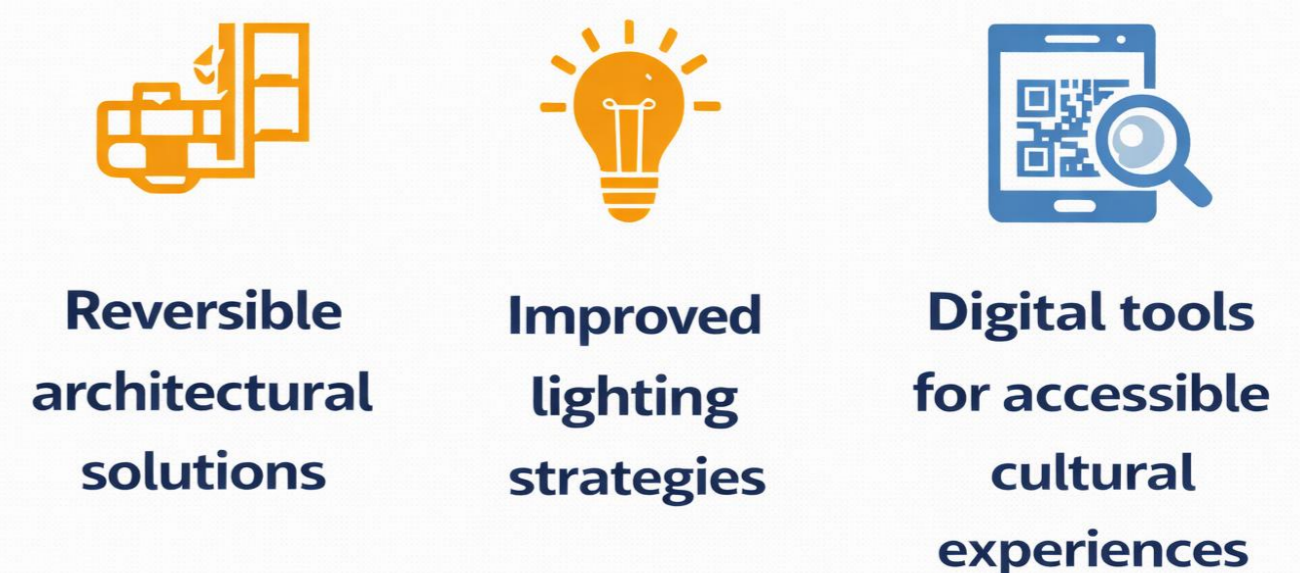 Reversible
architectural
solutions
Improved
lighting
strategies
Digital tools
for accessible
cultural
experiences